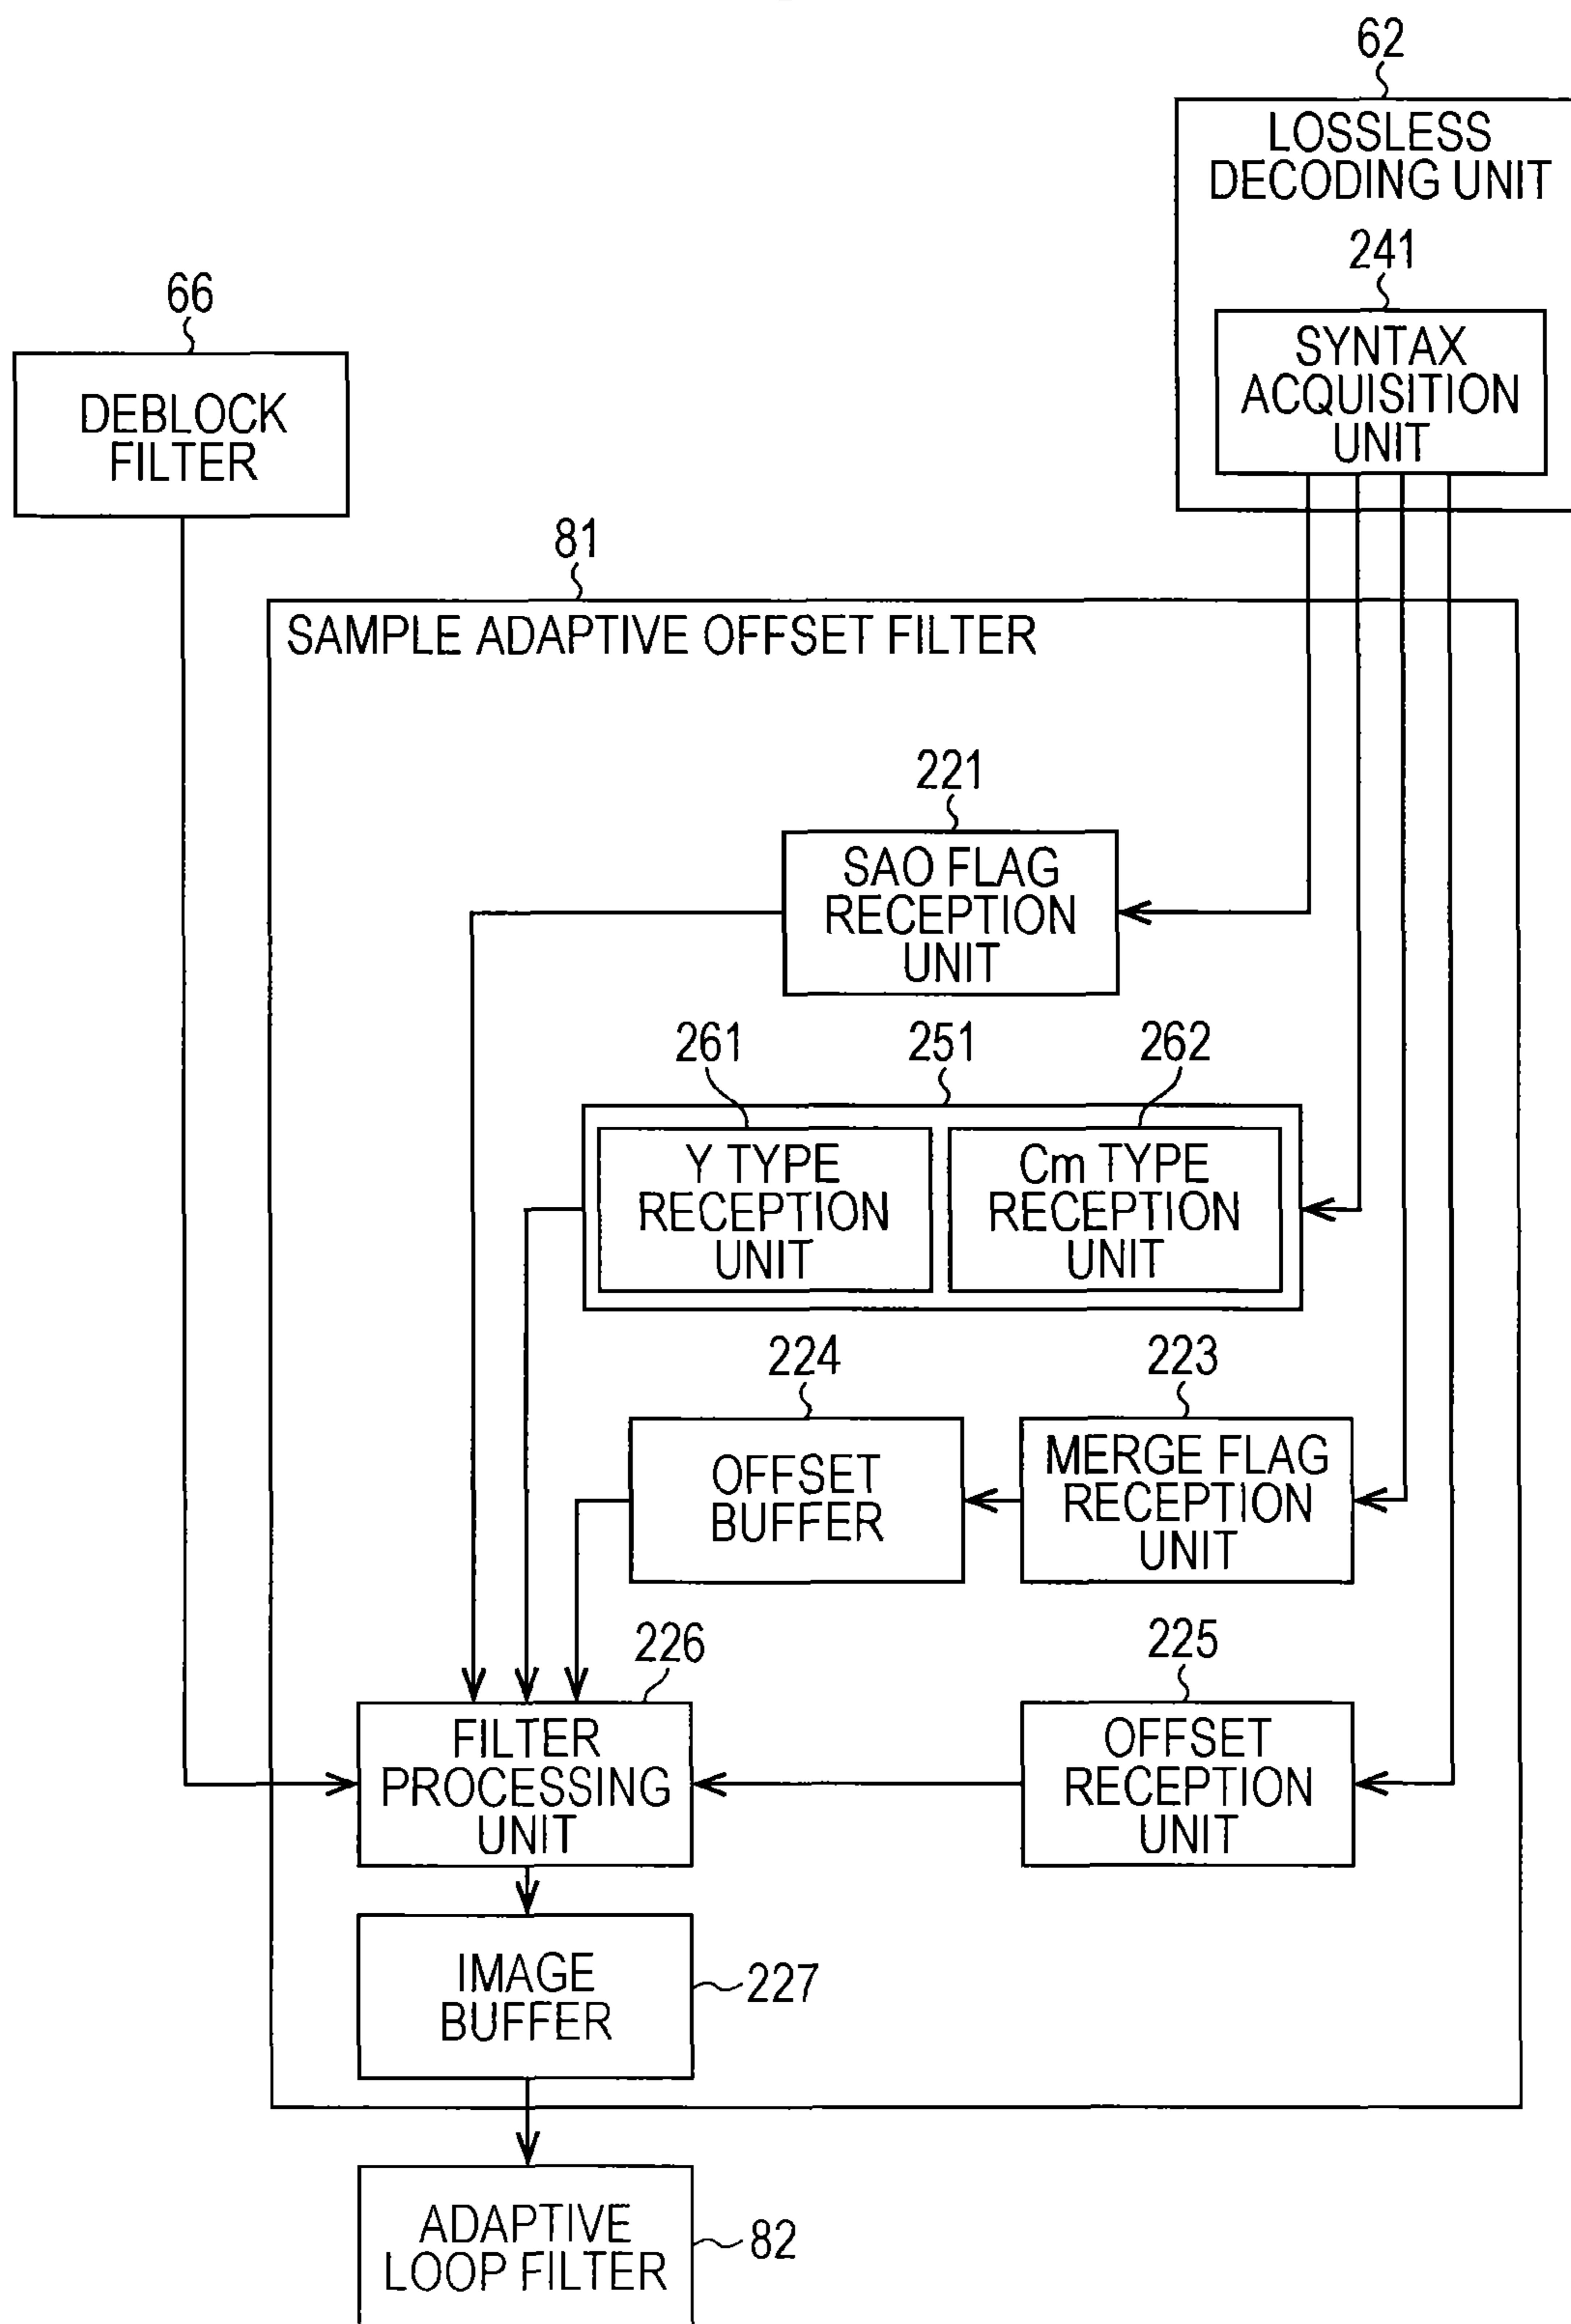 62
LOSSLESS
DECODING UNIT
241
SYNTAX
ACQUISITION
UNIT
66
DEBLOCK
FILTER
81
SAMPLE ADAPTIVE OFFSET FILTER
221
SAO FLAG
RECEPTION
UNIT
261
251
262
Y TYPE
RECEPTION
UNIT
Cm TYPE
RECEPTION
UNIT
224
223
OFFSET
BUFFER
MERGE FLAG
RECEPTION
UNIT
226
225
FILTER
PROCESSING
UNIT
OFFSET
RECEPTION
UNIT
IMAGE
BUFFER
227
ADAPTIVE
LOOP FILTER
82